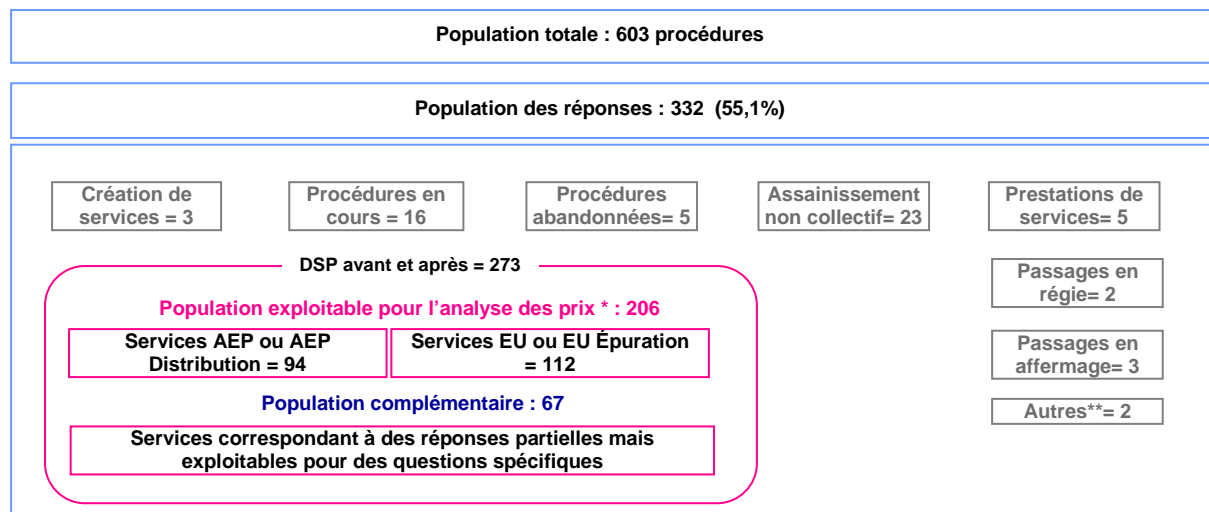 Population totale : 603 procédures
Population des réponses : 332 (55,1%)
Création de
services = 3
Procédures en
cours = 16
Procédures
abandonnées= 5
Assainissement
non collectif= 23
Prestations de
services= 5
DSP avant et après = 273
Population exploitable pour l'analyse des prix * : 206
Services AEP ou AEP
Distribution = 94
Services EU ou EU Épuration
= 112
Population complémentaire : 67
Services correspondant à des réponses partielles mais
exploitables pour des questions spécifiques
Passages en
régie= 2
Passages en
affermage= 3
Autres**= 2